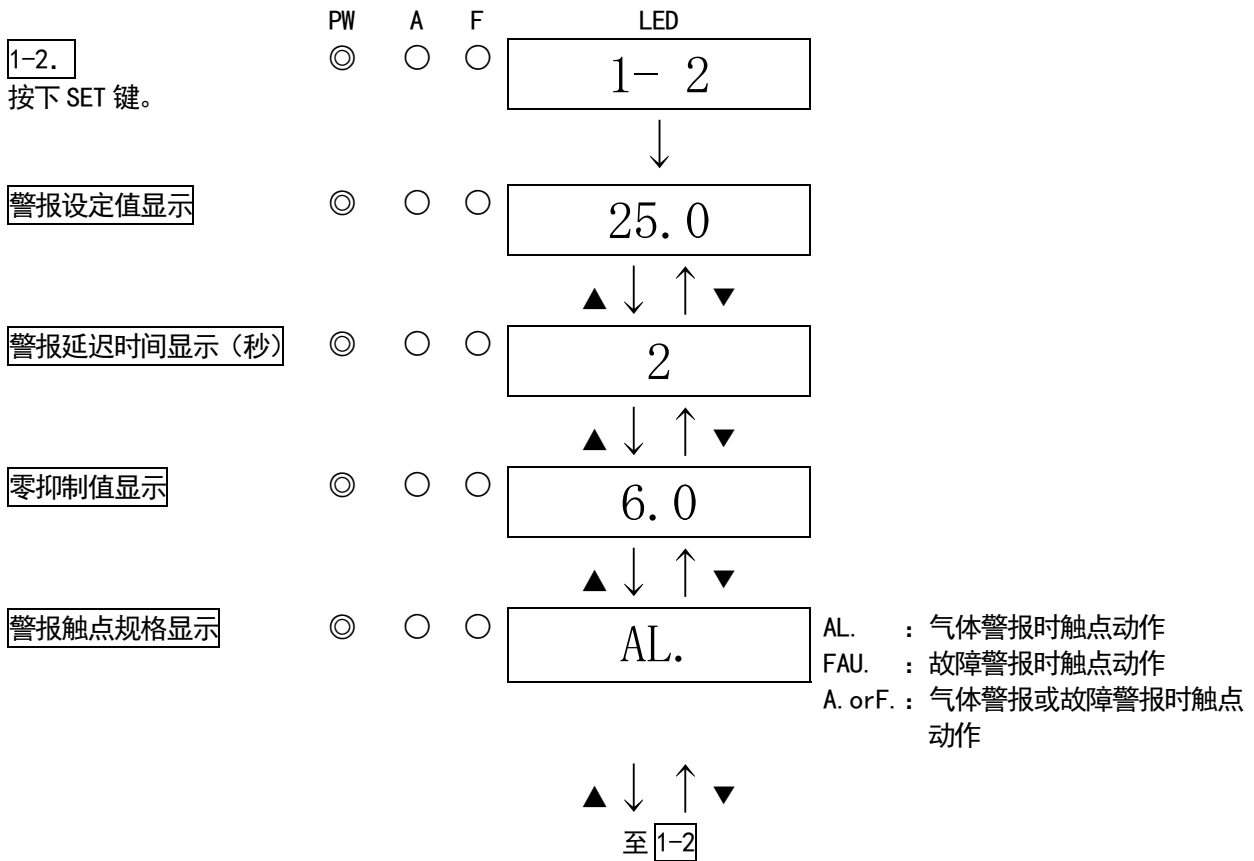 PW A F LED
1-2. ◎ ○ ○ 1- 2
按下 SET 键。
↓
警报设定值显示 ◎ ○ ○ 25.0
▲ ↓ ↑ ▼
警报延迟时间显示（秒） ◎ ○ ○ 2
▲ ↓ ↑ ▼
零抑制值显示 ◎ ○ ○ 6.0
▲ ↓ ↑ ▼
警报触点规格显示 ◎ ○ ○ AL.
AL. ：气体警报时触点动作
FAU. ：故障警报时触点动作
A.orF.：气体警报或故障警报时触点
动作
▲ ↓ ↑ ▼
至 1-2